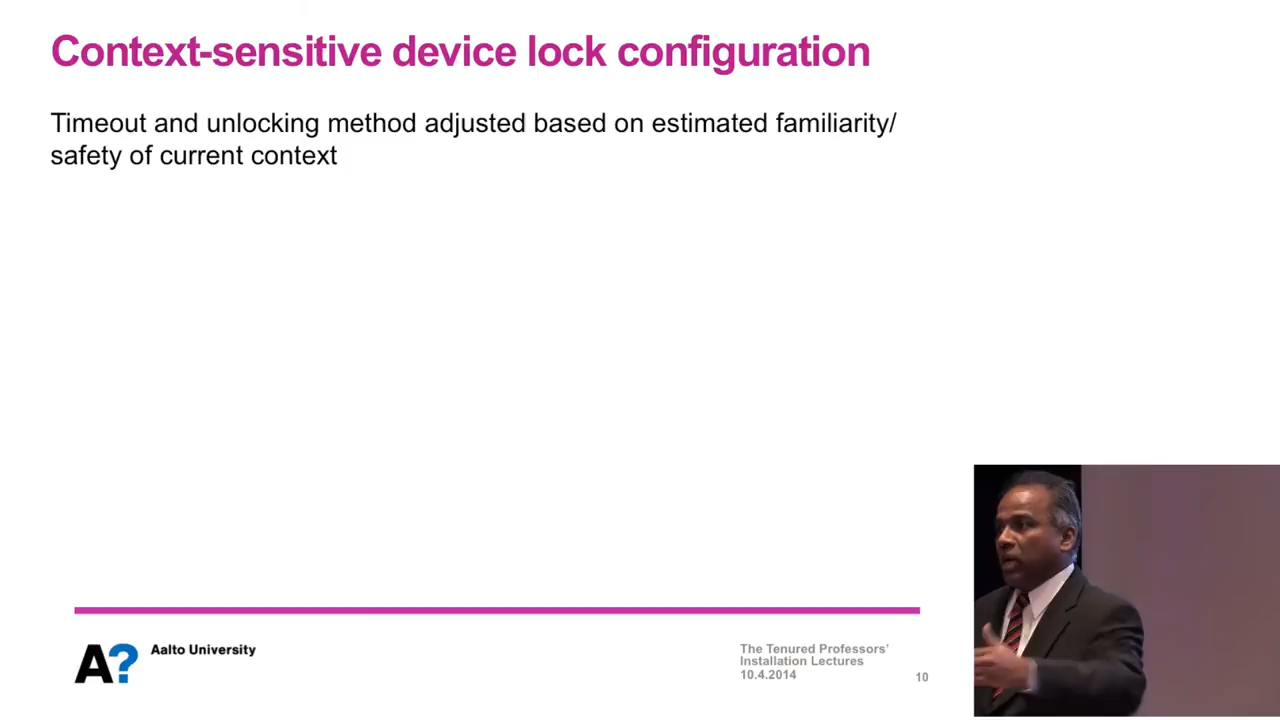 Context-sensitive device lock configuration
Timeout and unlocking method adjusted based on estimated familiarity/
safety of current context
A?
Aalto University
The Tenured Professors'
Installation Lectures
10.4.2014
10